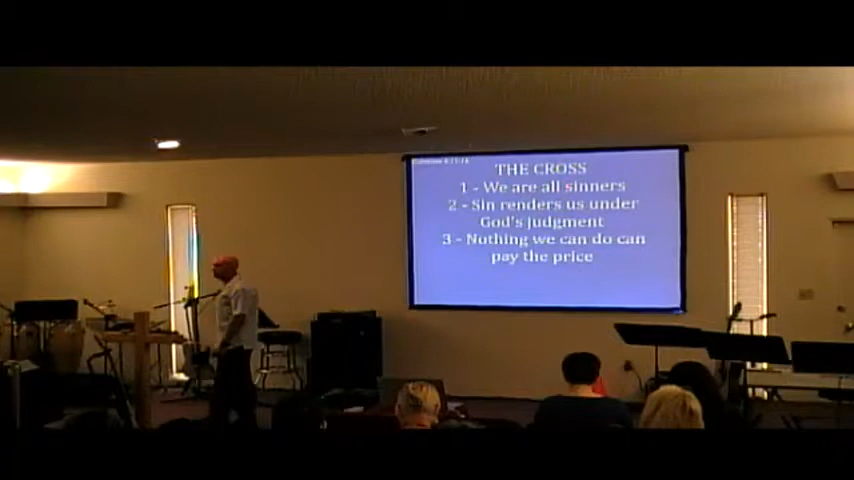 THE CROSS
1 - We are all sinners
2 - Sin renders us under
God's judgment
3 - Nothing we can do can
pay the price